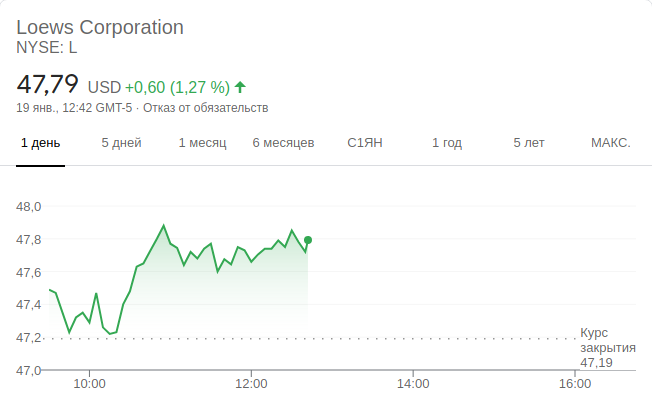 Loews Corporation
NYSE: L
47,79 USD +0,60 (1,27 %)
19 янв., 12:42 GMT-5 · Отказ от обязательств
1 день 5 дней 1 месяц 6 месяцев С1ЯН 1 год 5 лет МАКС.
48,0
47,8
47,6
47,4
47,2
Курс
закрытия
47,19
47,0
10:00 12:00 14:00 16:00